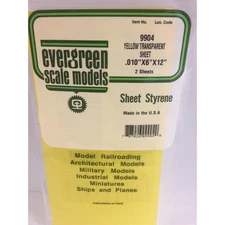 Item No. Loc. Code
9904
YELLOW TRANSPARENT
SHEET
.010"X6"X12"
2 Sheets
evergreen
scale models
Sheet Styrene
Made in the U.S.A
Model Railroading
Architectural Models
Military Models
Industrial Models
Miniatures
Ships and Planes